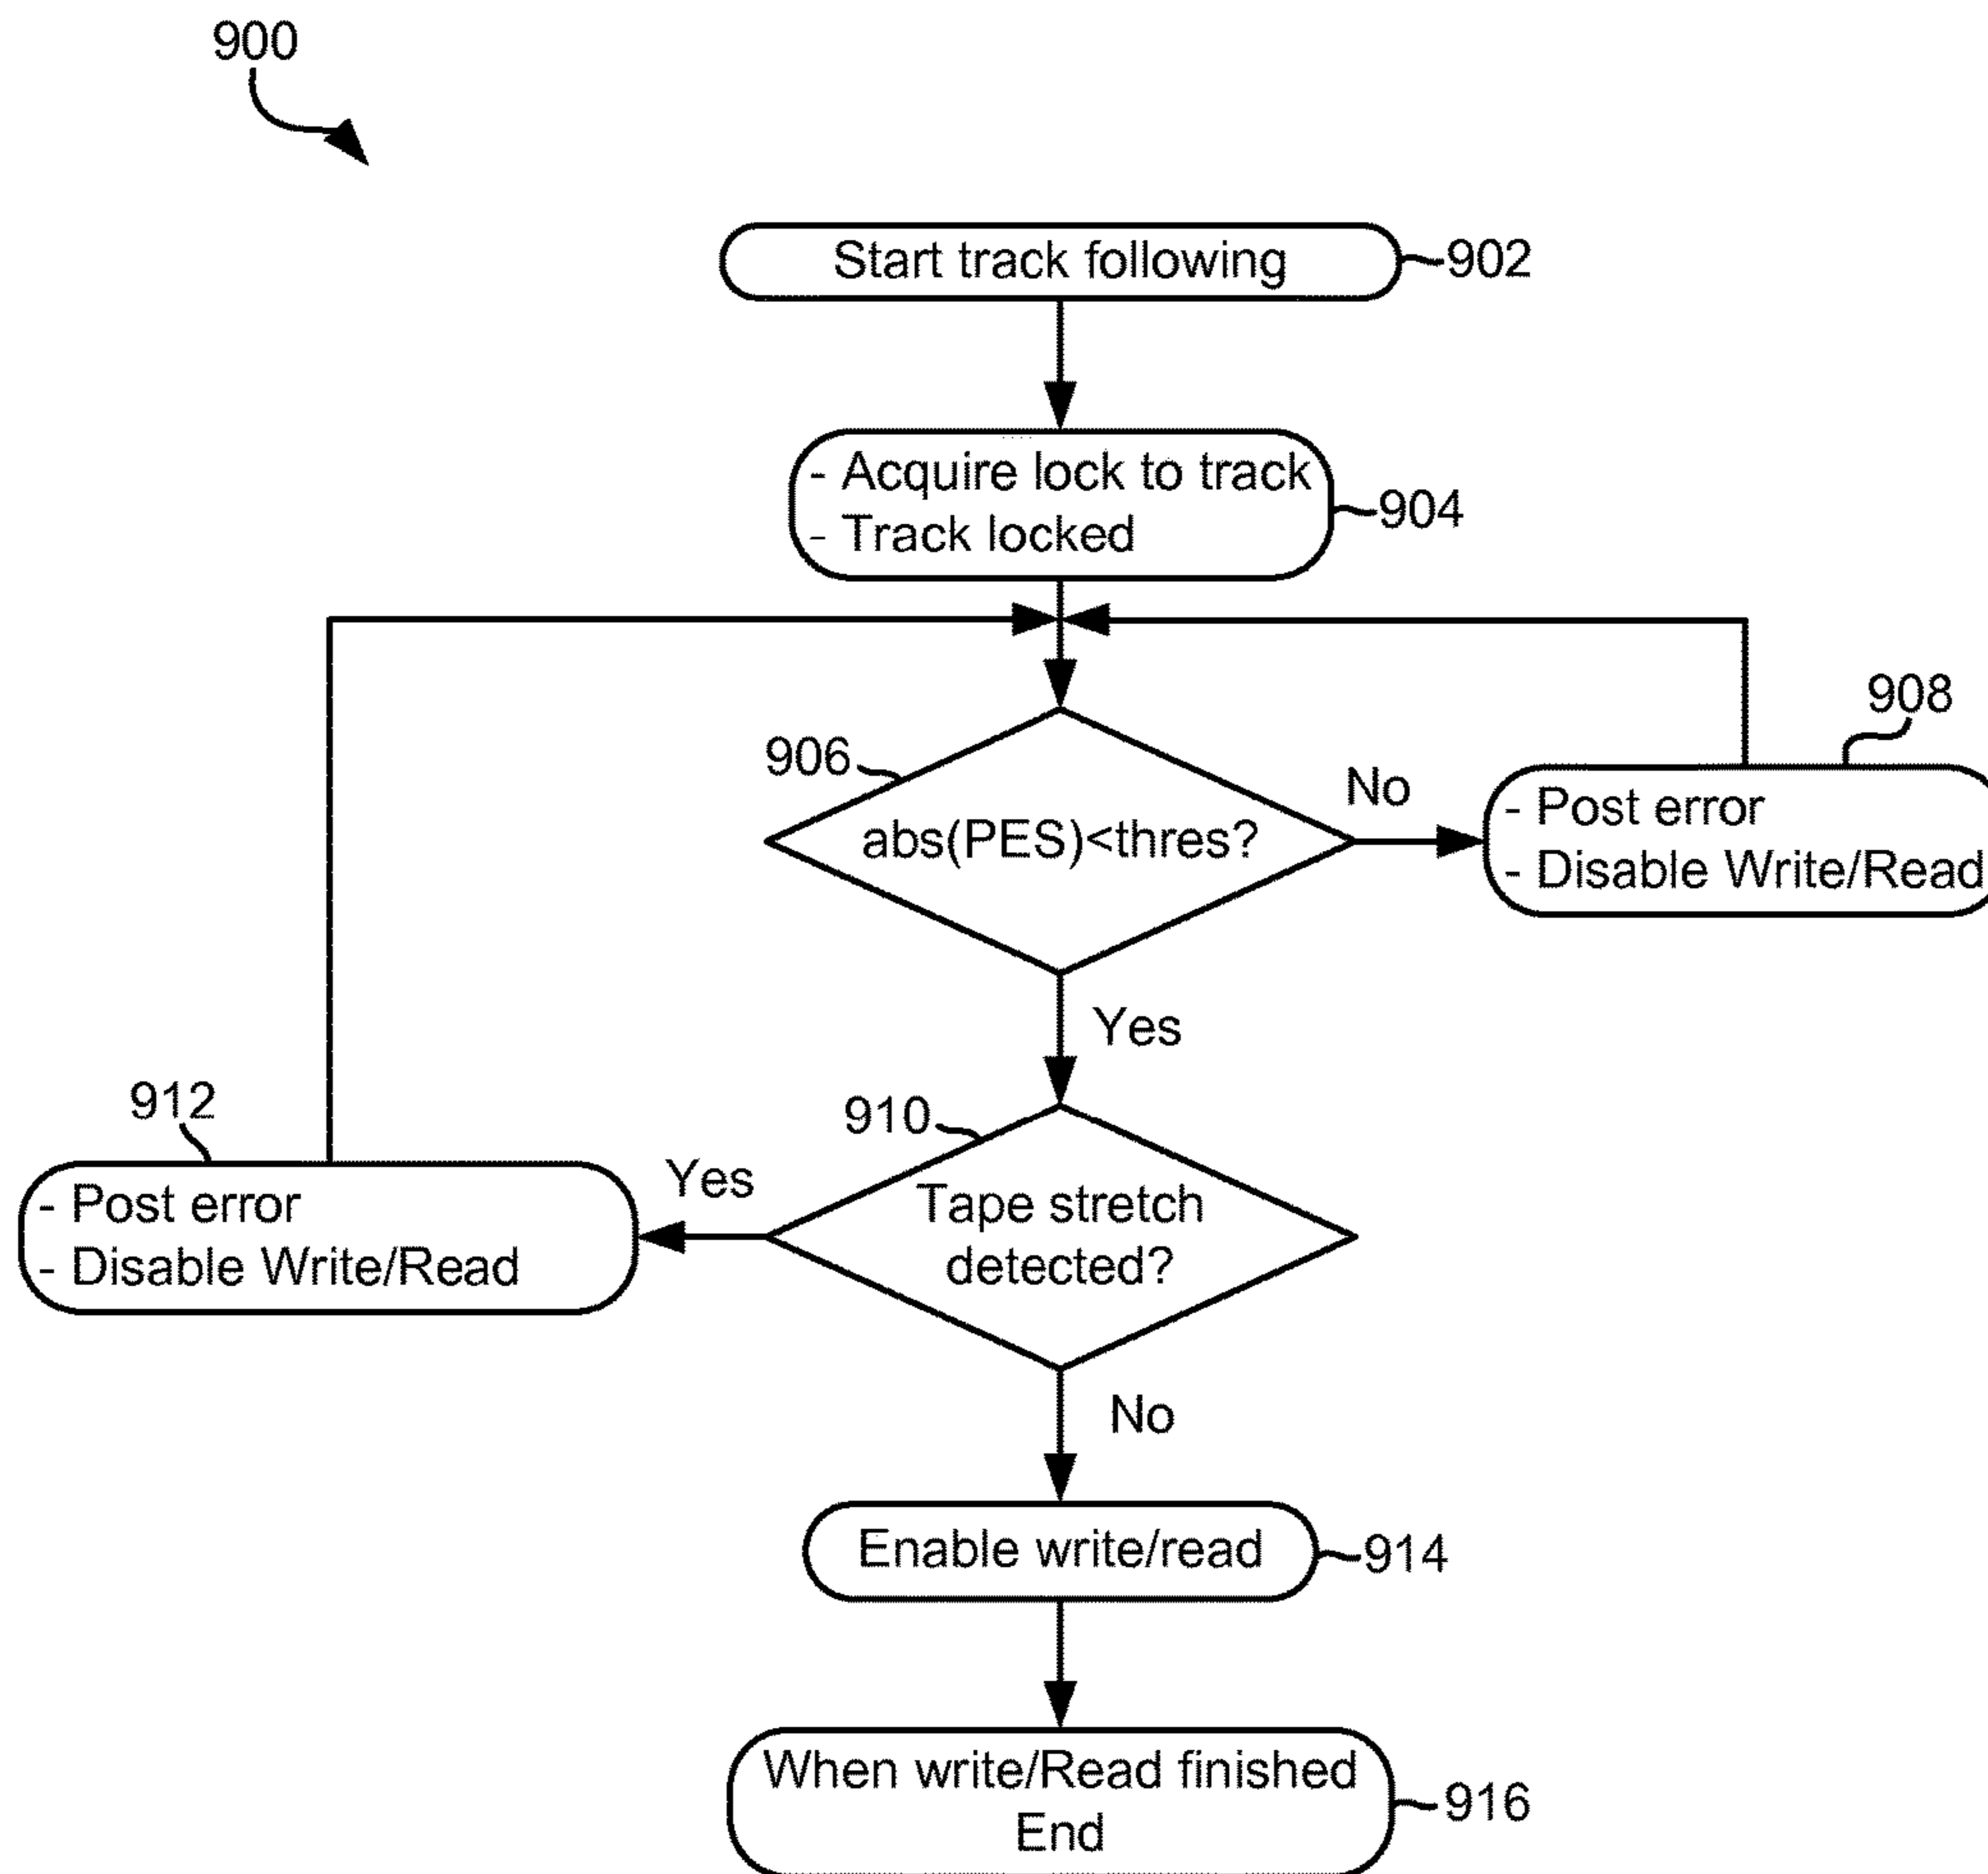 900
Start track following
902
- Acquire lock to track
- Track locked
904
906
abs(PES)<thres?
No
908
- Post error
- Disable Write/Read
Yes
910
Tape stretch
detected?
Yes
912
- Post error
- Disable Write/Read
No
Enable write/read
914
When write/Read finished
End
916